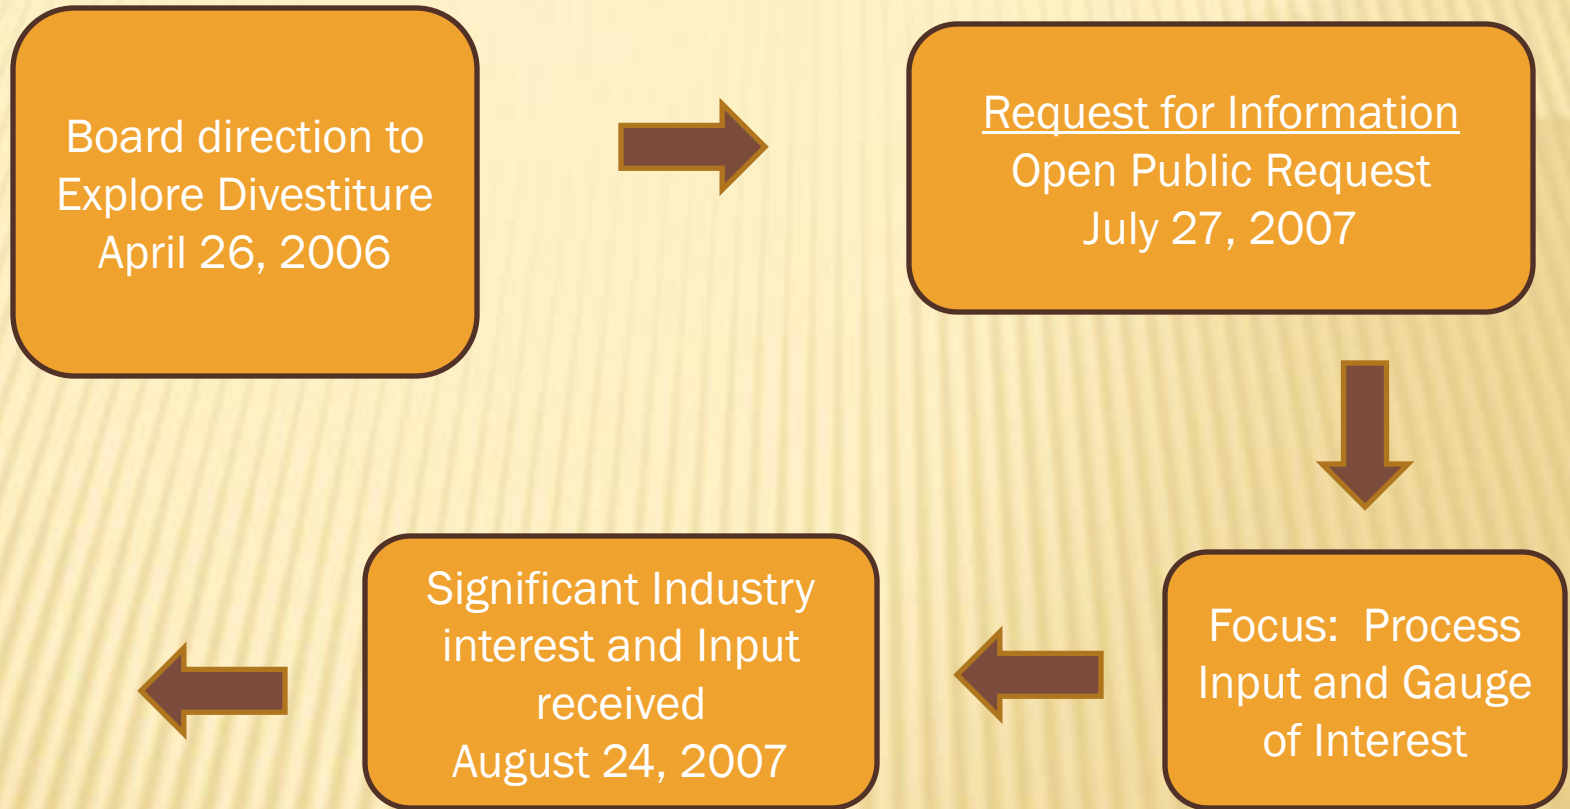 Board direction to
Explore Divestiture
April 26, 2006
Request for Information
Open Public Request
July 27, 2007
Focus:  Process
Input and Gauge
of Interest
Significant Industry
interest and Input
received
August 24, 2007